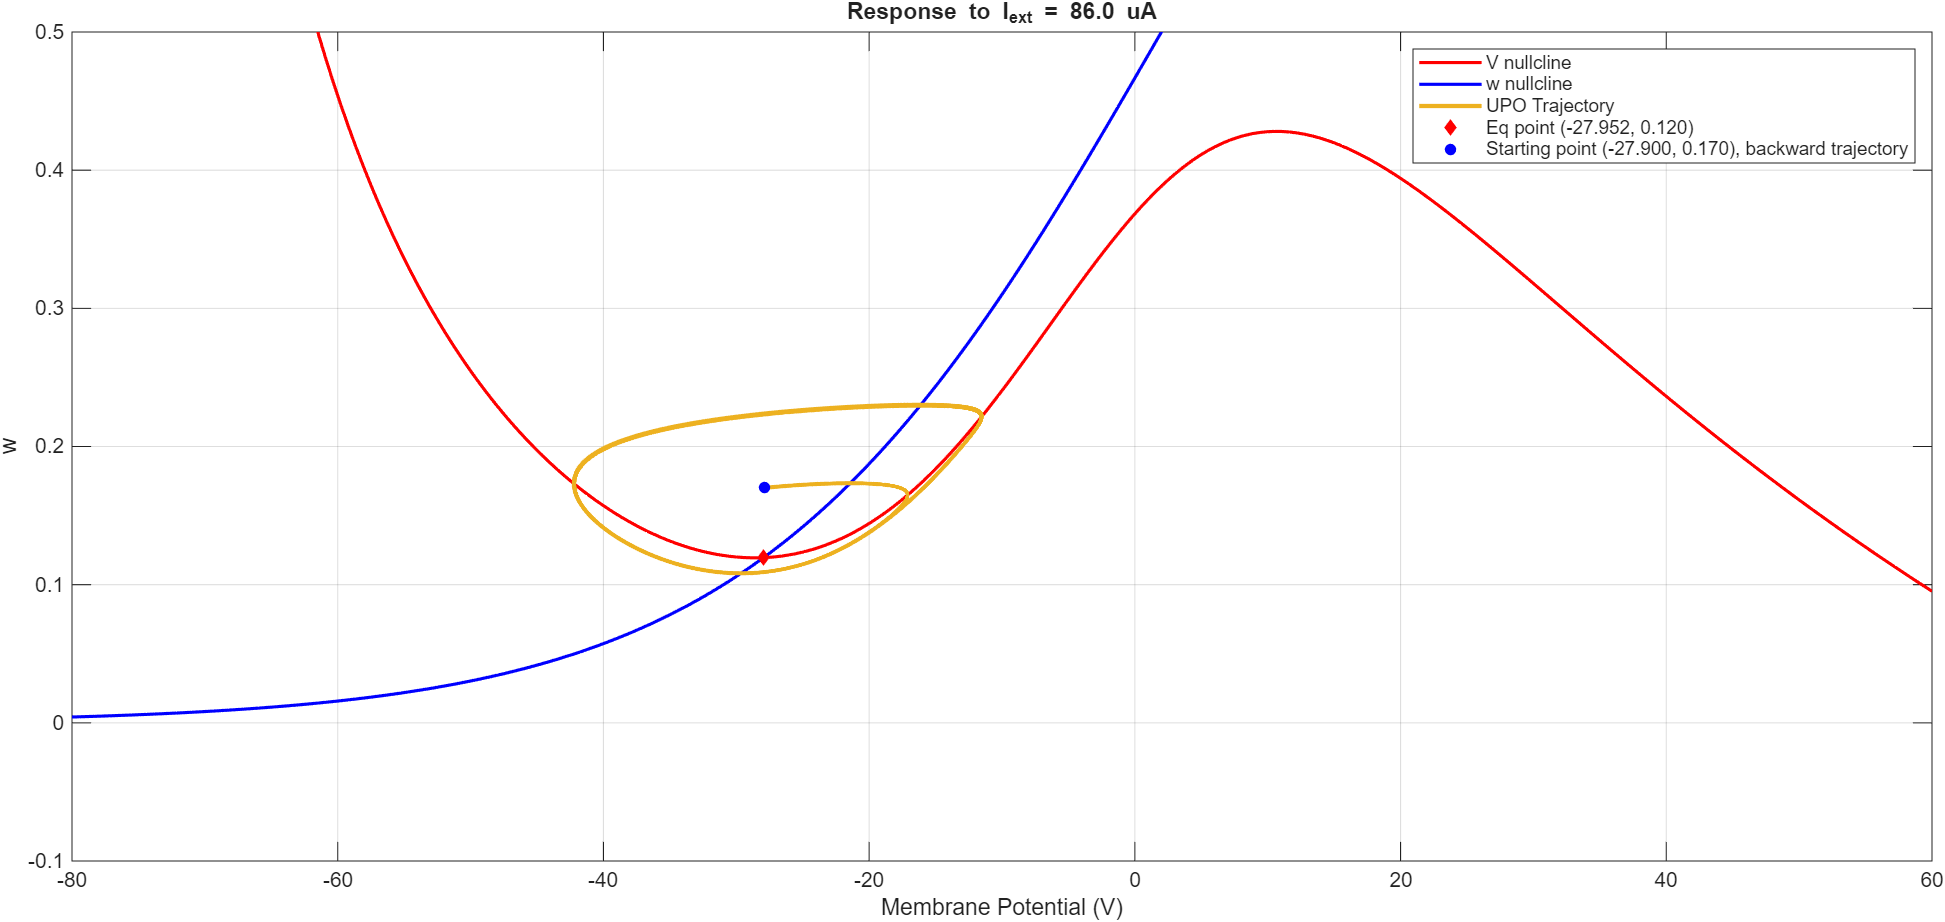 Response to Iext = 86.0 uA
0.5
0.4
0.3
0.2
0.1
0
-0.1
w
V nullcline
w nullcline
UPO Trajectory
Eq point (-27.952, 0.120)
Starting point (-27.900, 0.170), backward trajectory
-80 -60 -40 -20 0 20 40 60
Membrane Potential (V)